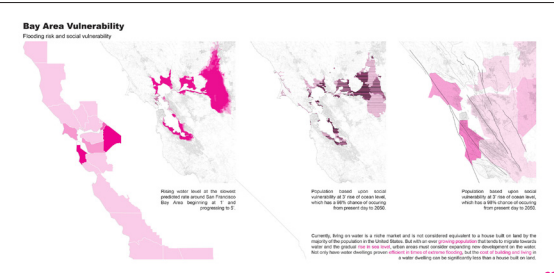 Bay Area Vulnerability
Flooding risk and social vulnerability
Rising water level at the slowest
predicted rate around San Francisco
Bay Area beginning at 1' and
progressing to 5'.
Population based upon social
vulnerability at 3' rise of ocean level,
which has a 98% chance of occuring
from present day to 2050.
Population based upon social
vulnerability at 3' rise of ocean level,
which has a 98% chance of occuring
from present day to 2050.
Currently, living on water is a niche market and is not considered equivalent to a house built on land by the
majority of the population in the United States. But with an ever growing population that tends to migrate towards
water and the gradual rise in sea level, urban areas must consider expanding new development on the water.
Not only have water dwellings proven efficient in times of extreme flooding, but the cost of building and living in
a water dwelling can be significantly less than a house built on land.